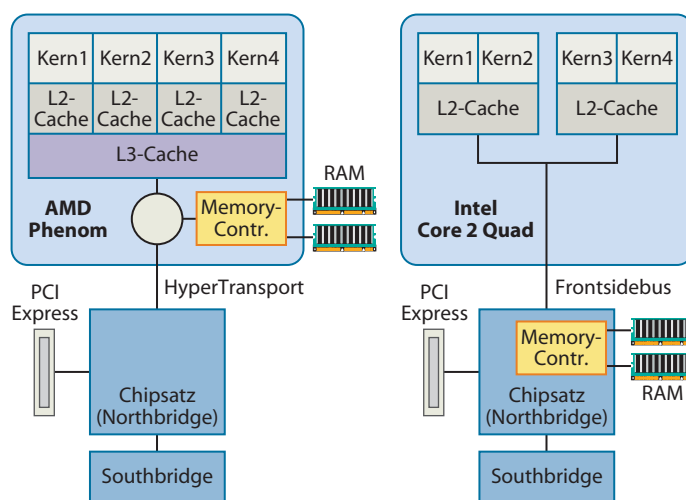 Kern1 Kern2 Kern3 Kern4
L2-Cache L2-Cache L2-Cache L2-Cache
L3-Cache
AMD
Phenom
Memory-
Contr.
RAM
HyperTransport
PCI
Express
Chipsatz
(Northbridge)
Southbridge
Kern1 Kern2 Kern3 Kern4
L2-Cache L2-Cache
Intel
Core 2 Quad
Frontsidebus
PCI
Express
Memory-
Contr.
RAM
Chipsatz
(Northbridge)
Southbridge